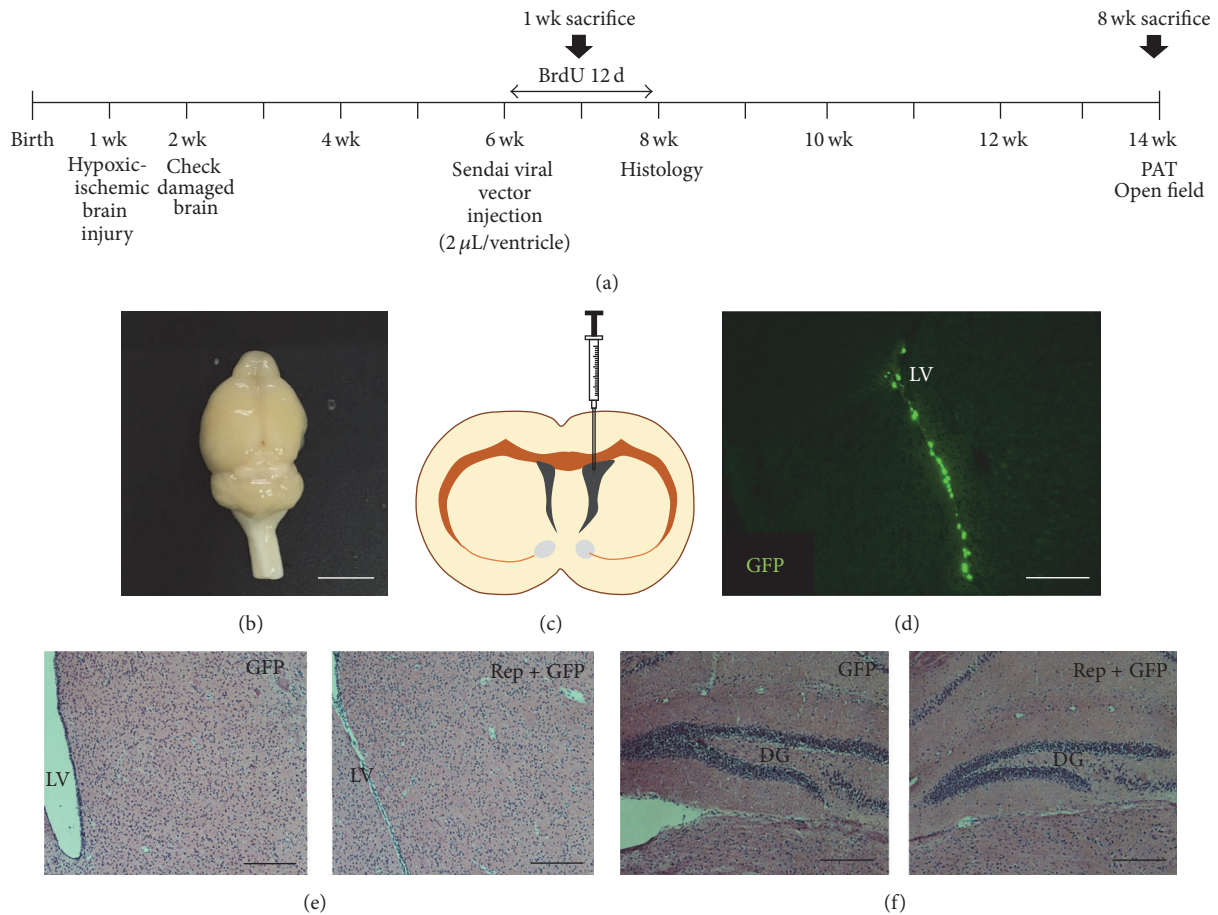 1 wk sacrifice
8 wk sacrifice
BrdU 12 d
Birth
1 wk
2 wk
4 wk
6 wk
8 wk
10 wk
12 wk
14 wk
Hypoxic-
ischemic
brain
injury
Check
damaged
brain
Sendai viral
vector
injection
(2 μL/ventricle)
Histology
PAT
Open field
(a)
LV
GFP
(b)
(c)
(d)
GFP
LV
Rep + GFP
LV
GFP
DG
Rep + GFP
DG
(e)
(f)